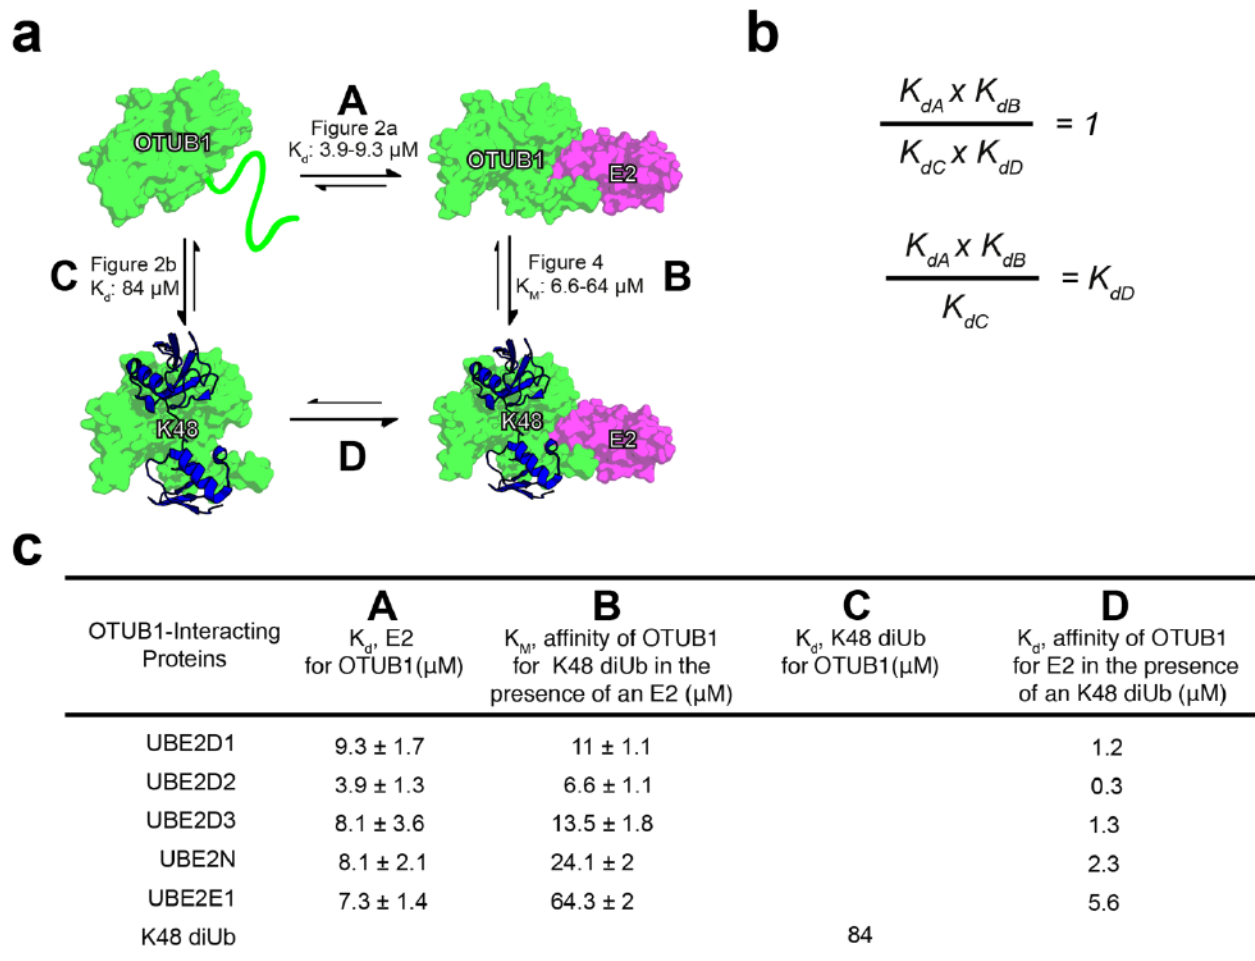 a
OTUB1
A
Figure 2a
Kd: 3.9-9.3 µM
OTUB1
E2
C
Figure 2b
Kd: 84 µM
Figure 4
KM: 6.6-64 µM
B
K48
D
K48
E2
b
KdA x KdB
KdC x KdD
= 1
KdA x KdB
KdC
= KdD
c
OTUB1-Interacting
Proteins
A
Kd, E2
for OTUB1(µM)
B
KM, affinity of OTUB1
for K48 diUb in the
presence of an E2 (µM)
C
Kd, K48 diUb
for OTUB1(µM)
D
Kd, affinity of OTUB1
for E2 in the presence
of an K48 diUb (µM)
UBE2D1 9.3 ± 1.7 11 ± 1.1 1.2
UBE2D2 3.9 ± 1.3 6.6 ± 1.1 0.3
UBE2D3 8.1 ± 3.6 13.5 ± 1.8 1.3
UBE2N 8.1 ± 2.1 24.1 ± 2 2.3
UBE2E1 7.3 ± 1.4 64.3 ± 2 5.6
K48 diUb 84